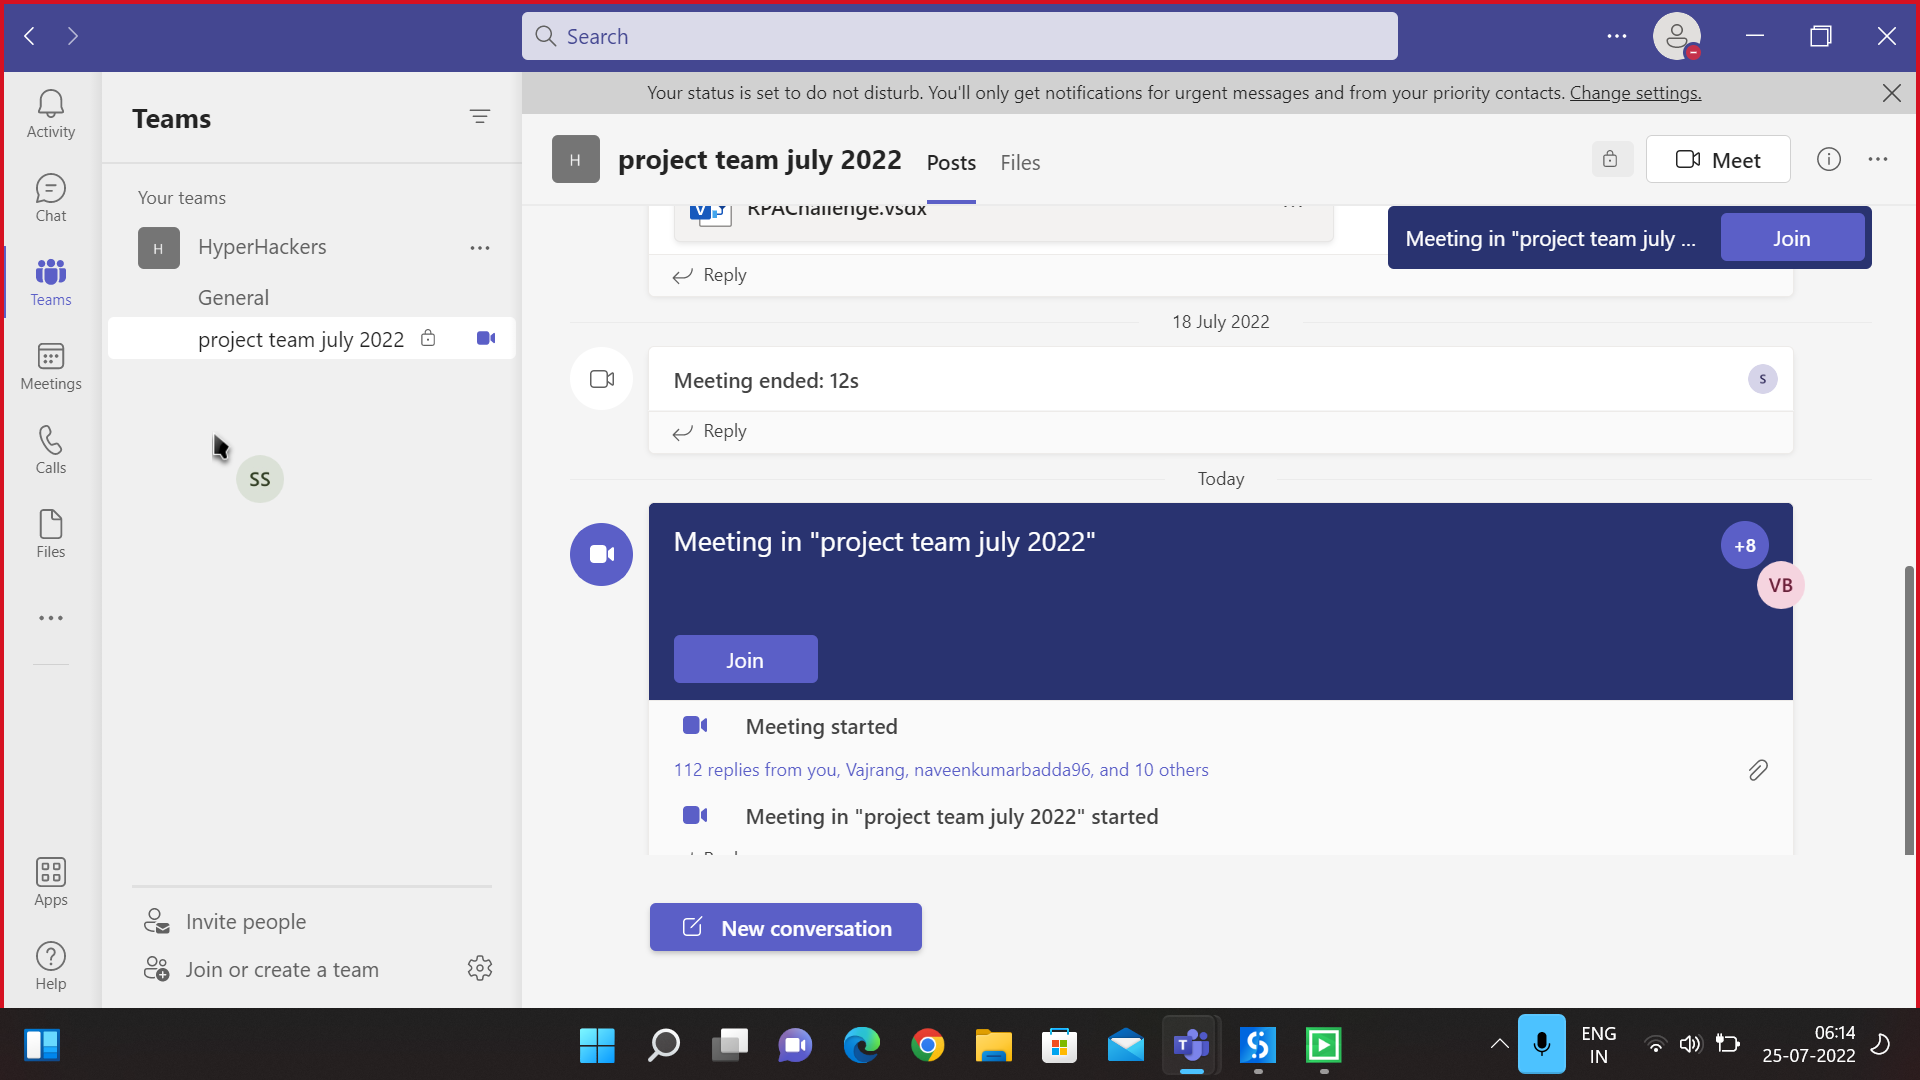 Search
Your status is set to do not disturb. You'll only get notifications for urgent messages and from your priority contacts. Change settings.
Activity
Chat
Teams
Meetings
Calls
Files
Apps
Help
Teams
Your teams
H
HyperHackers
General
project team july 2022
SS
Invite people
Join or create a team
H
project team july 2022
Posts
Files
Meet
RPAChallenge.vsdx
Meeting in "project team july ...
Join
Reply
18 July 2022
Meeting ended: 12s
S
Reply
Today
Meeting in "project team july 2022"
+8
VB
Join
Meeting started
112 replies from you, Vajrang, naveenkumarbadda96, and 10 others
Meeting in "project team july 2022" started
New conversation
ENG
IN
06:14
25-07-2022